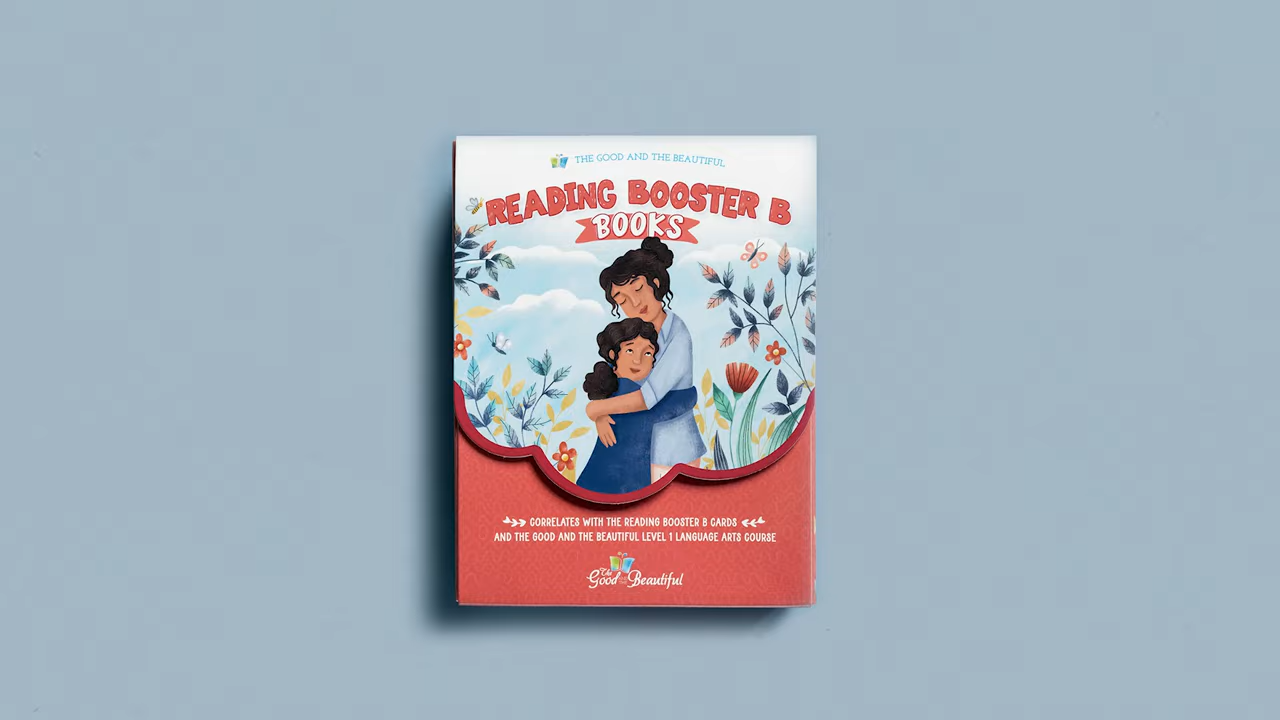 THE GOOD AND THE BEAUTIFUL
READING BOOSTER B
BOOKS
CORRELATES WITH THE READING BOOSTER B CARDS
AND THE GOOD AND THE BEAUTIFUL LEVEL 1 LANGUAGE ARTS COURSE
The
Good AND THE Beautiful